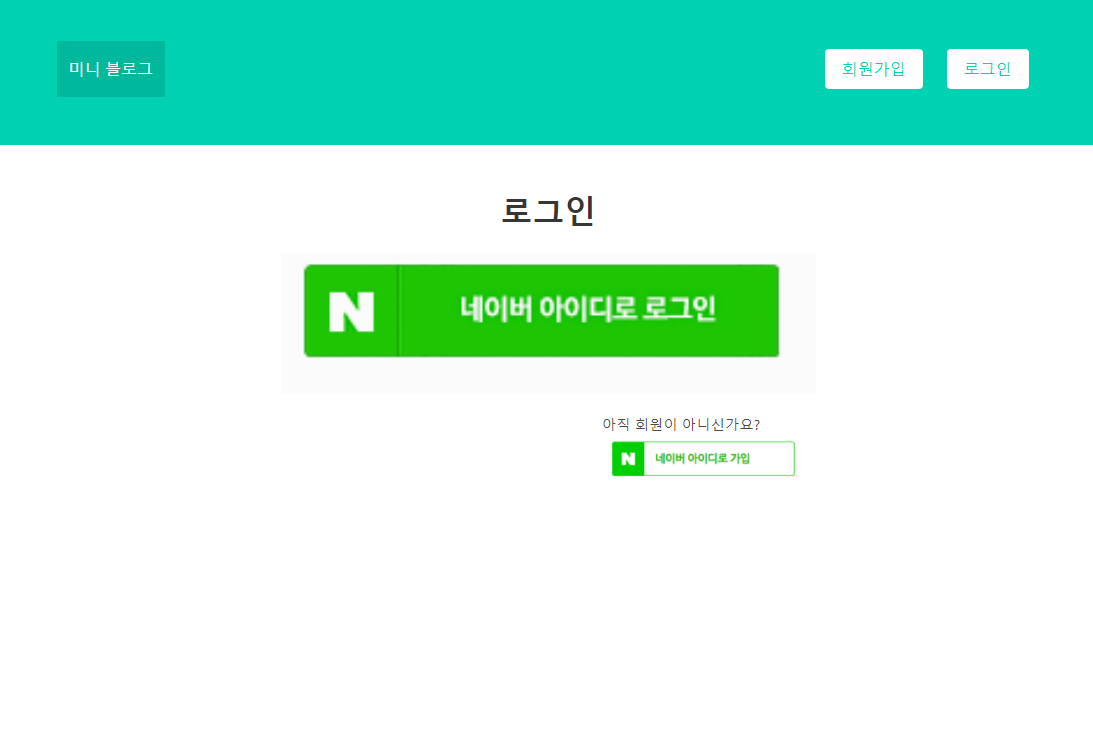 미니 블로그
회원가입
로그인
로그인
N 네이버 아이디로 로그인
아직 회원이 아니신가요?
N 네이버 아이디로 가입